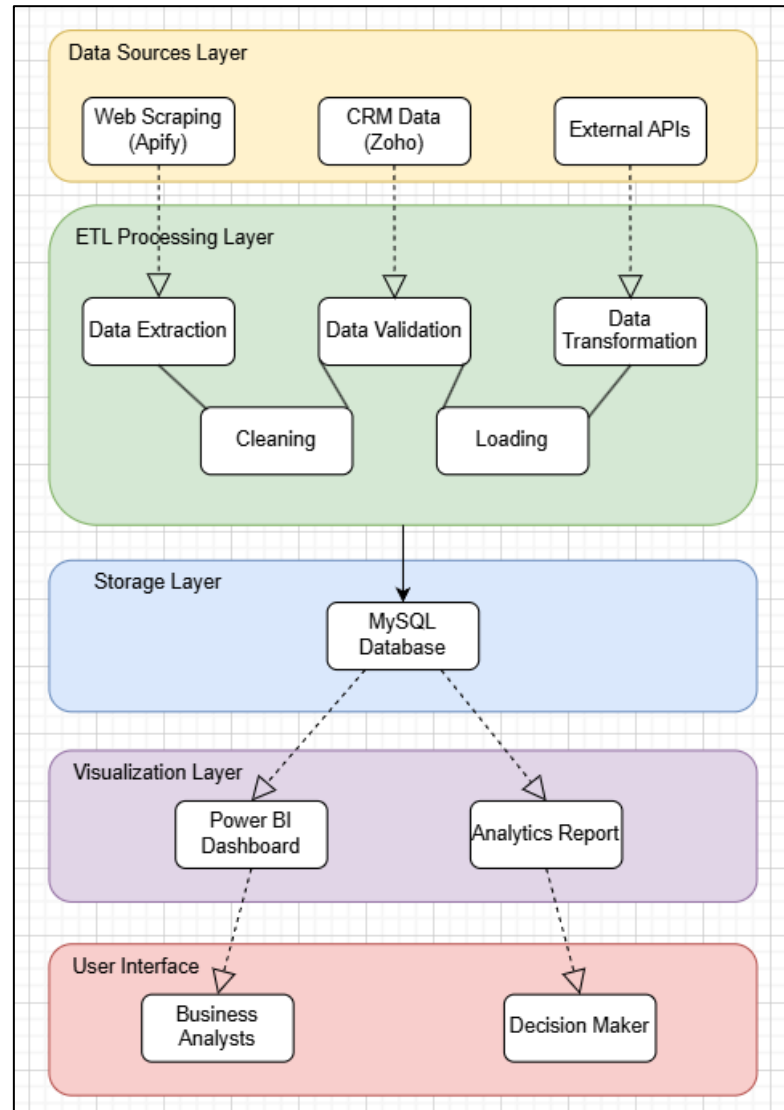 Data Sources Layer
Web Scraping
(Apify)
CRM Data
(Zoho)
External APIs
ETL Processing Layer
Data Extraction
Data Validation
Data
Transformation
Cleaning
Loading
Storage Layer
MySQL
Database
Visualization Layer
Power BI
Dashboard
Analytics Report
User Interface
Business
Analysts
Decision Maker